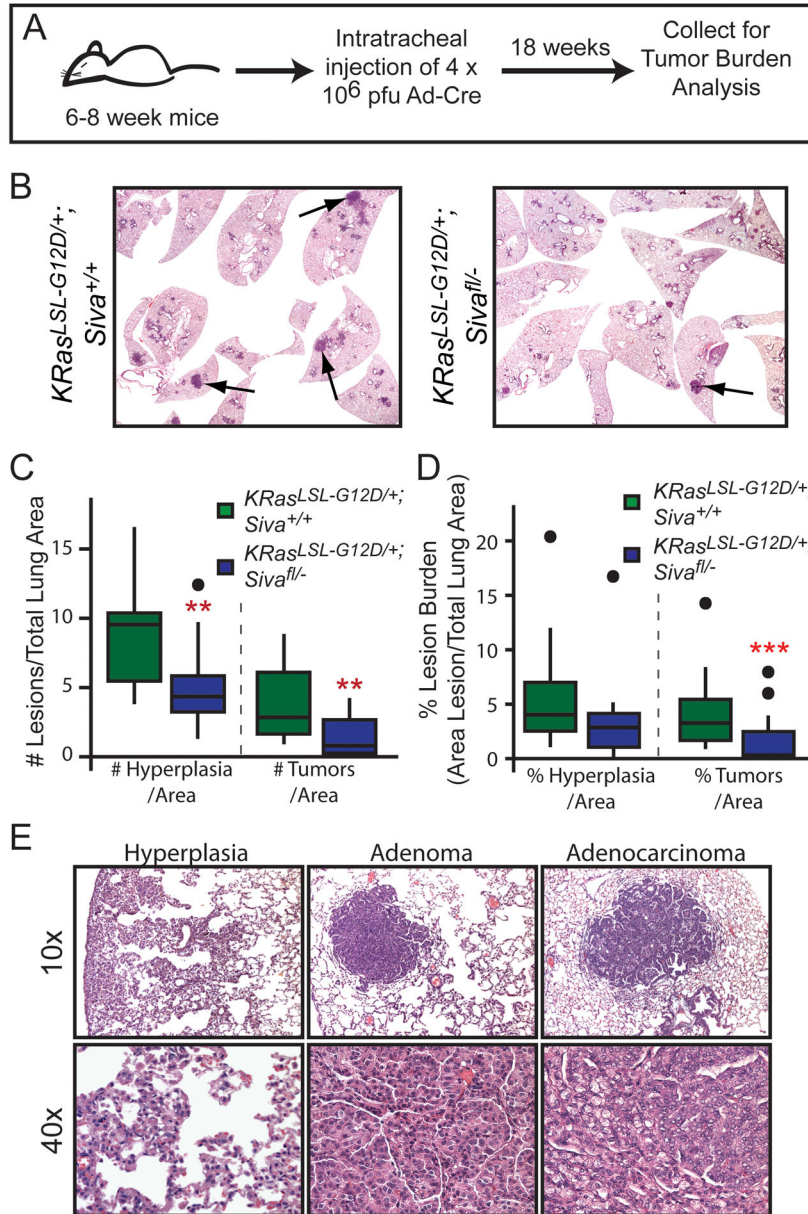 A
6-8 week mice
Intratracheal
injection of 4 x
10^6 pfu Ad-Cre
18 weeks
Collect for
Tumor Burden
Analysis
B
KRas^LSL-G12D/+;
Siva^+/+
KRas^LSL-G12D/+;
Siva^fl/-
C
# Lesions/Total Lung Area
15
10
5
0
KRas^LSL-G12D/+;
Siva^+/+
KRas^LSL-G12D/+;
Siva^fl/-
**
**
# Hyperplasia
/Area
# Tumors
/Area
D
% Lesion Burden
(Area Lesion/Total Lung Area)
20
15
10
5
0
KRas^LSL-G12D/+
Siva^+/+
KRas^LSL-G12D/+
Siva^fl/-
***
% Hyperplasia
/Area
% Tumors
/Area
E
Hyperplasia
Adenoma
Adenocarcinoma
10x
40x